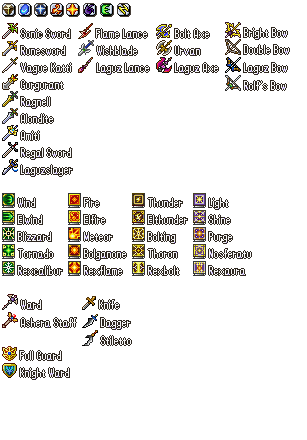 Sonic Sword Flame Lance Bolt Axe Bright Bow
Runesword Wishblade Urvan Double Bow
Vague Katti Laguz Lance Laguz Axe Laguz Bow
Gurgurant Rolf's Bow
Ragnell
Alondite
Amiti
Regal Sword
Laguzslayer
Wind Fire Thunder Light
Elwind Elfire Elthunder Shine
Blizzard Meteor Bolting Purge
Tornado Bolganone Thoron Nosferatu
Rexcalibur Rexflame Rexbolt Rexaura
Ward Knife
Ashera Staff Dagger
Stiletto
Full Guard
Knight Ward